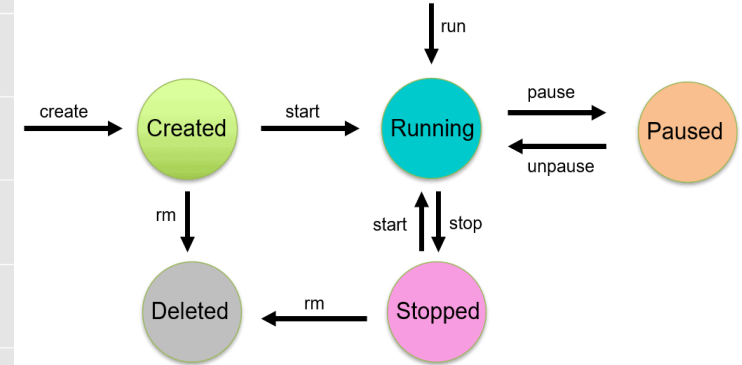 run
create
Created
start
Running
pause
unpause
Paused
rm
start
stop
Deleted
rm
Stopped